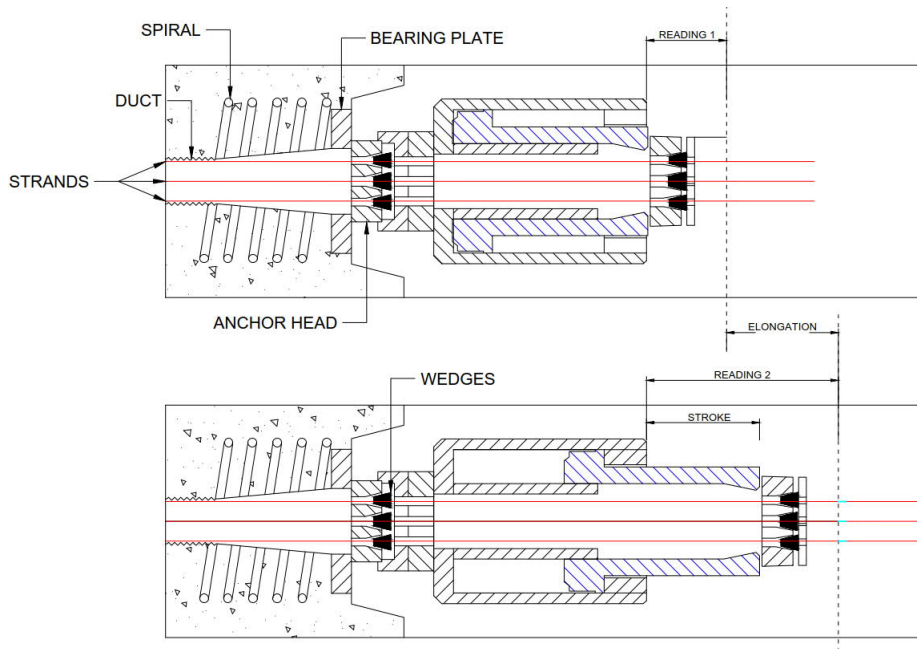 SPIRAL
BEARING PLATE
READING 1
DUCT
STRANDS
ANCHOR HEAD
ELONGATION
WEDGES
READING 2
STROKE